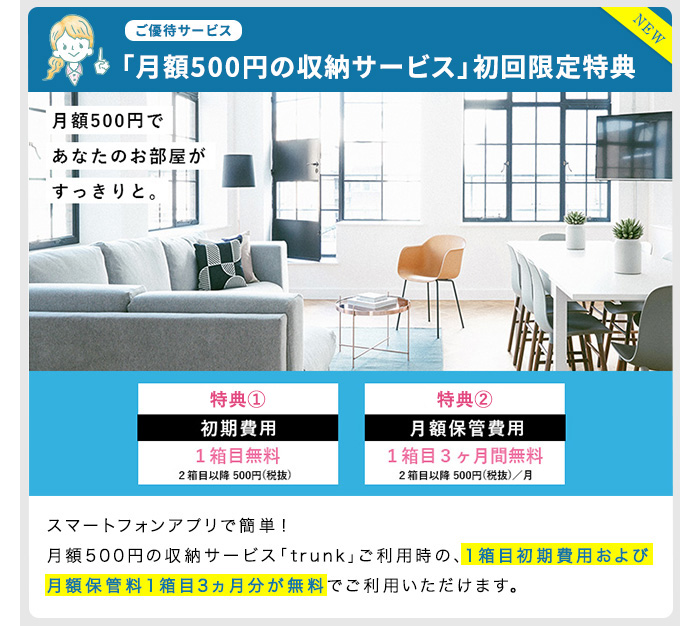 ご優待サービス
NEW
「月額500円の収納サービス」初回限定特典
月額500円で
あなたのお部屋が
すっきりと。
特典①
初期費用
1箱目無料
2箱目以降 500円(税抜)
特典②
月額保管費用
1箱目3ヶ月間無料
2箱目以降 500円(税抜)／月
スマートフォンアプリで簡単！
月額500円の収納サービス「trunk」ご利用時の、1箱目初期費用および
月額保管料1箱目3ヵ月分が無料でご利用いただけます。